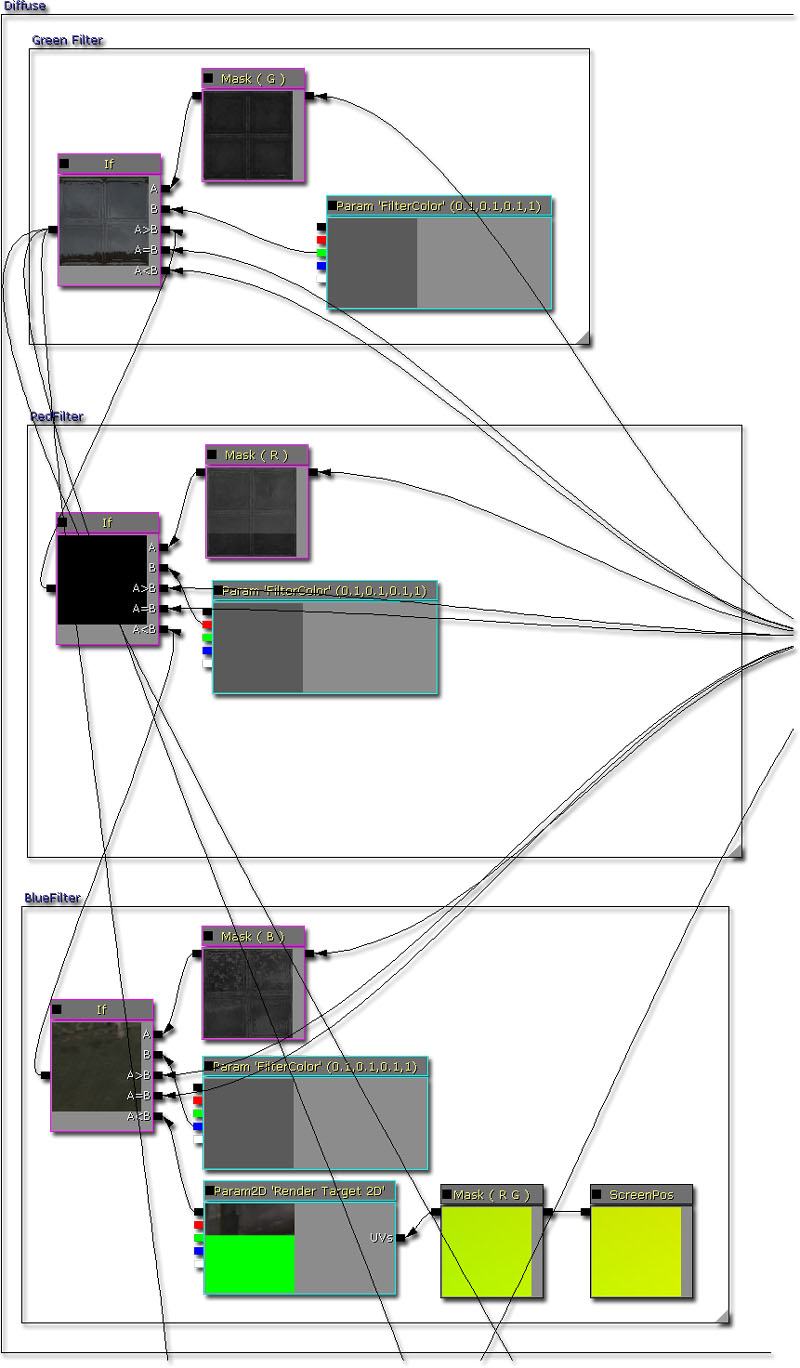 Diffuse
Green Filter
Mask ( G )
If
A
B
A>B
A=B
A<B
Param 'FilterColor' (0.1,0.1,0.1,1)
RedFilter
Mask ( R )
If
A
B
A>B
A=B
A<B
Param 'FilterColor' (0.1,0.1,0.1,1)
BlueFilter
Mask ( B )
If
A
B
A>B
A=B
A<B
Param 'FilterColor' (0.1,0.1,0.1,1)
Param2D 'Render Target 2D'
UVs
Mask ( R G )
ScreenPos